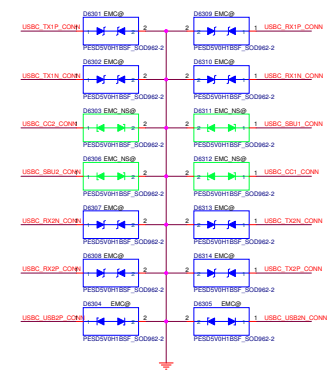 D6301 EMC@
USBC_TX1P_CONN 1 2
PESD5V0H1BSF_SOD962-2
D6309 EMC@
2 1 USBC_RX1P_CONN
PESD5V0H1BSF_SOD962-2
D6302 EMC@
USBC_TX1N_CONN 1 2
PESD5V0H1BSF_SOD962-2
D6310 EMC@
2 1 USBC_RX1N_CONN
PESD5V0H1BSF_SOD962-2
D6303 EMC_NS@
USBC_CC2_CONN 1 2
PESD5V0H1BSF_SOD962-2
D6311 EMC_NS@
2 1 USBC_SBU1_CONN
PESD5V0H1BSF_SOD962-2
D6306 EMC_NS@
USBC_SBU2_CONN 1 2
PESD5V0H1BSF_SOD962-2
D6312 EMC_NS@
2 1 USBC_CC1_CONN
PESD5V0H1BSF_SOD962-2
D6307 EMC@
USBC_RX2N_CONN 1 2
PESD5V0H1BSF_SOD962-2
D6313 EMC@
2 1 USBC_TX2N_CONN
PESD5V0H1BSF_SOD962-2
D6308 EMC@
USBC_RX2P_CONN 1 2
PESD5V0H1BSF_SOD962-2
D6314 EMC@
2 1 USBC_TX2P_CONN
PESD5V0H1BSF_SOD962-2
D6304 EMC@
USBC_USB2P_CONN 1 2
PESD5V0H1BSF_SOD962-2
D6305 EMC@
2 1 USBC_USB2N_CONN
PESD5V0H1BSF_SOD962-2